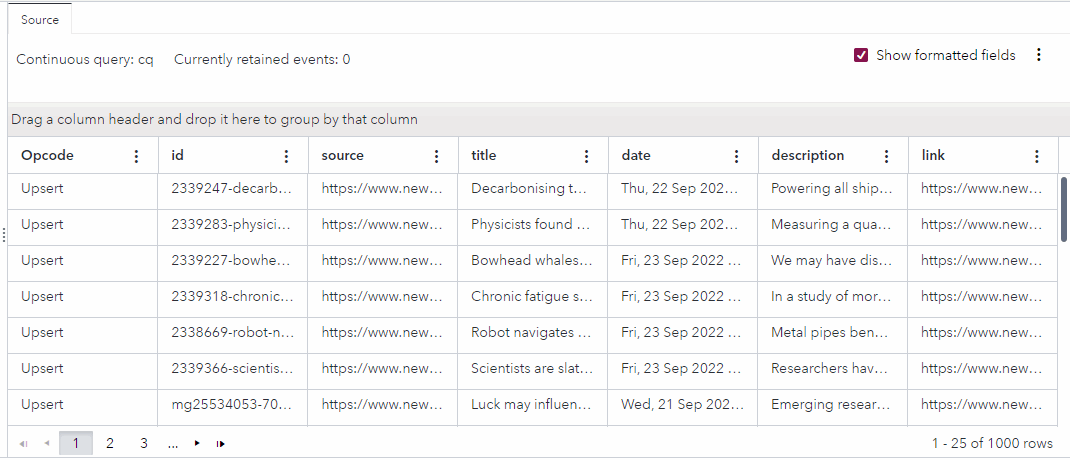 Source
Continuous query: cq Currently retained events: 0 Show formatted fields
Drag a column header and drop it here to group by that column
Opcode id source title date description link
Upsert 2339247-decarb... https://www.new... Decarbonising t... Thu, 22 Sep 202... Powering all ship... https://www.new...
Upsert 2339283-physici... https://www.new... Physicists found ... Thu, 22 Sep 202... Measuring a qua... https://www.new...
Upsert 2339227-bowhe... https://www.new... Bowhead whales... Fri, 23 Sep 2022 ... We may have dis... https://www.new...
Upsert 2339318-chronic... https://www.new... Chronic fatigue s... Fri, 23 Sep 2022 ... In a study of mor... https://www.new...
Upsert 2338669-robot-n... https://www.new... Robot navigates ... Fri, 23 Sep 2022 ... Metal pipes ben... https://www.new...
Upsert 2339366-scientis... https://www.new... Scientists are slat... Fri, 23 Sep 2022 ... Researchers hav... https://www.new...
Upsert mg25534053-70... https://www.new... Luck may influen... Wed, 21 Sep 202... Emerging resear... https://www.new...
1 2 3 ... 1 - 25 of 1000 rows